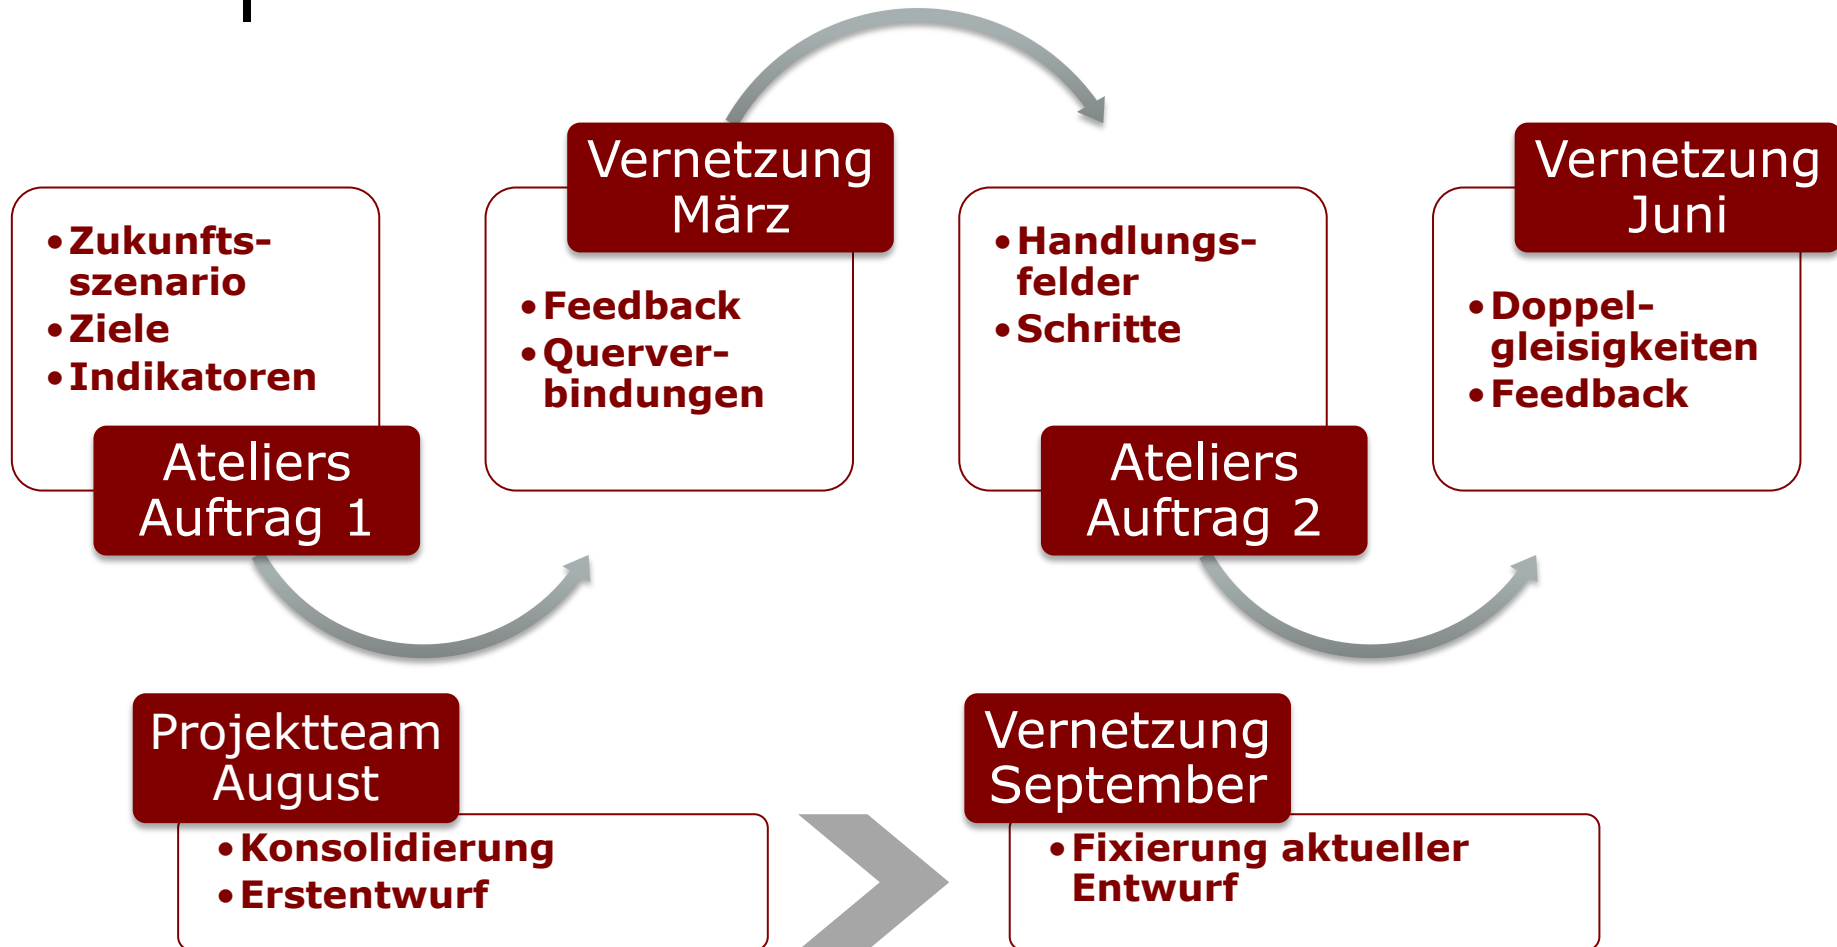 • Zukunfts-
szenario
• Ziele
• Indikatoren
Ateliers
Auftrag 1
Vernetzung
März
• Feedback
• Querver-
bindungen
• Handlungs-
felder
• Schritte
Ateliers
Auftrag 2
Vernetzung
Juni
• Doppel-
gleisigkeiten
• Feedback
Projektteam
August
• Konsolidierung
• Erstentwurf
Vernetzung
September
• Fixierung aktueller
Entwurf